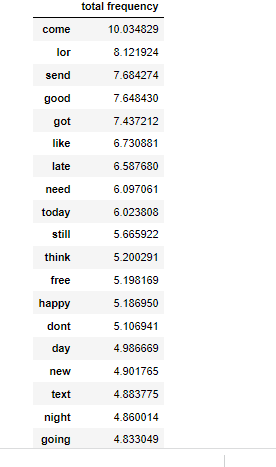 total frequency
come 10.034829
lor 8.121924
send 7.684274
good 7.648430
got 7.437212
like 6.730881
late 6.587680
need 6.097061
today 6.023808
still 5.665922
think 5.200291
free 5.198169
happy 5.186950
dont 5.106941
day 4.986669
new 4.901765
text 4.883775
night 4.860014
going 4.833049